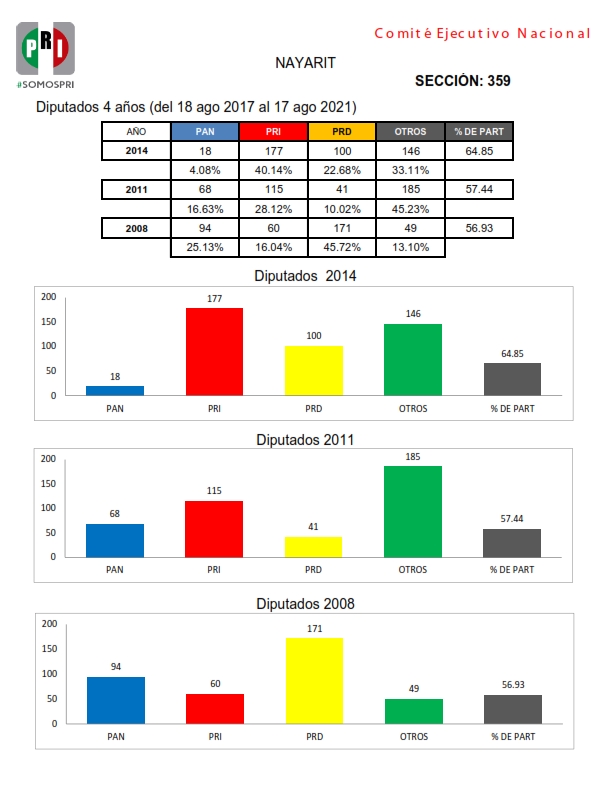 Comité Ejecutivo Nacional
PRI
#SOMOSPRI
NAYARIT
SECCIÓN: 359
Diputados 4 años (del 18 ago 2017 al 17 ago 2021)
AÑO PAN PRI PRD OTROS % DE PART
2014 18 177 100 146 64.85
4.08% 40.14% 22.68% 33.11%
2011 68 115 41 185 57.44
16.63% 28.12% 10.02% 45.23%
2008 94 60 171 49 56.93
25.13% 16.04% 45.72% 13.10%
Diputados 2014
200
150
100
50
0
18 177 100 146 64.85
PAN PRI PRD OTROS % DE PART
Diputados 2011
200
150
100
50
0
68 115 41 185 57.44
PAN PRI PRD OTROS % DE PART
Diputados 2008
200
150
100
50
0
94 60 171 49 56.93
PAN PRI PRD OTROS % DE PART